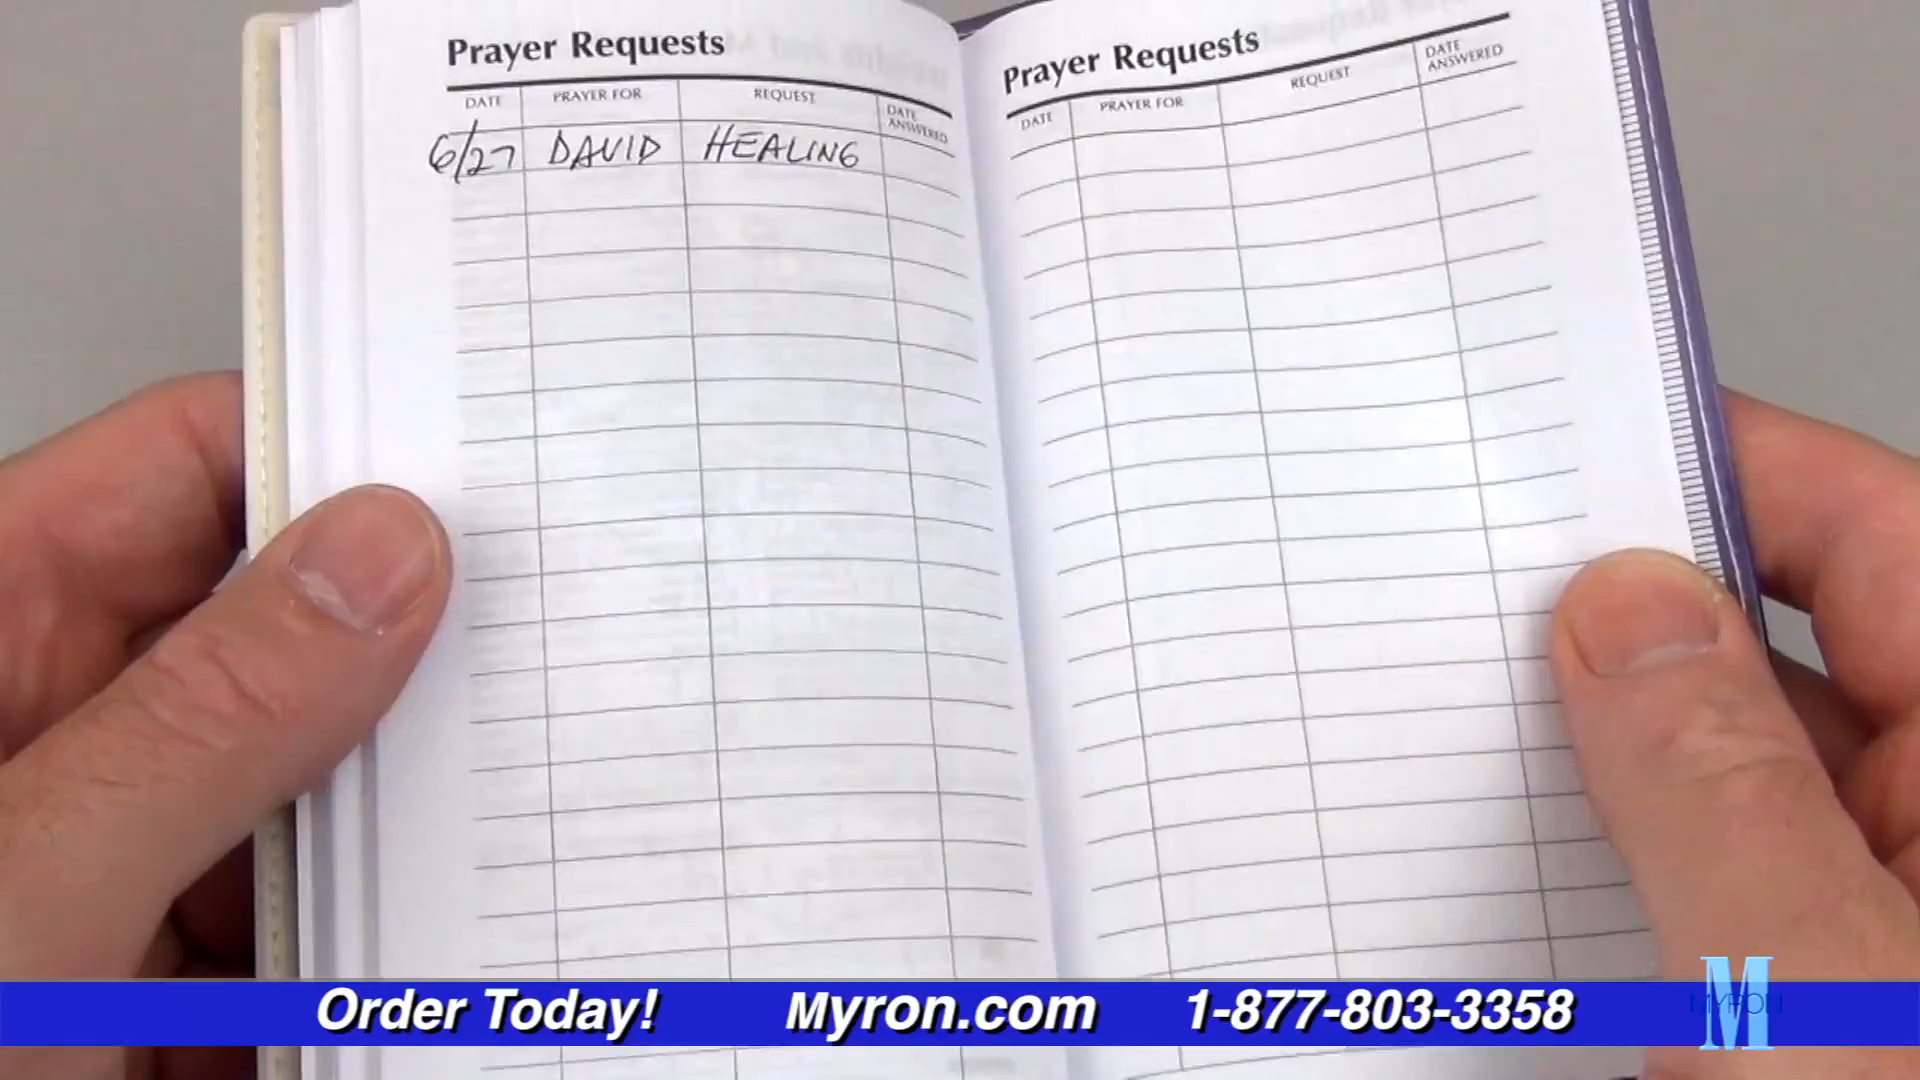 Prayer Requests
DATE PRAYER FOR REQUEST DATE ANSWERED
6/27 DAVID HEALING
Prayer Requests
DATE PRAYER FOR REQUEST DATE ANSWERED
Order Today! Myron.com 1-877-803-3358
M
MYRON